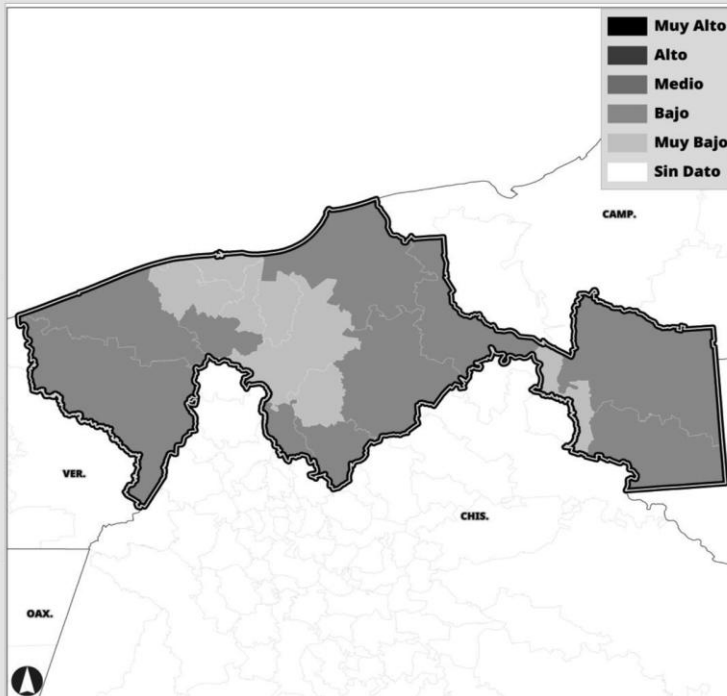 Muy Alto
Alto
Medio
Bajo
Muy Bajo
Sin Dato
CAMP.
VER.
CHIS.
OAX.